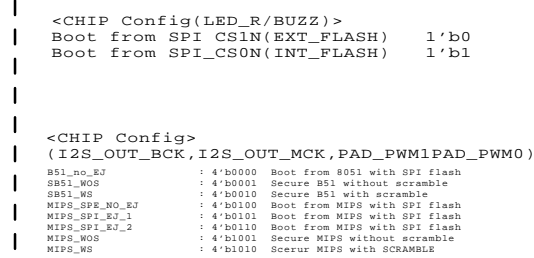 <CHIP Config(LED_R/BUZZ)>
Boot from SPI CS1N(EXT_FLASH) 1'b0
Boot from SPI CS0N(INT_FLASH) 1'b1
<CHIP Config>
(I2S_OUT_BCK,I2S_OUT_MCK,PAD_PWM1PAD_PWM0)
B51_no_EJ : 4'b0000 Boot from 8051 with SPI flash
SB51_WOS : 4'b0001 Secure B51 without scramble
SB51_WS : 4'b0010 Secure B51 with scramble
MIPS_SPE_NO_EJ : 4'b0100 Boot from MIPS with SPI flash
MIPS_SPI_EJ_1 : 4'b0101 Boot from MIPS with SPI flash
MIPS_SPI_EJ_2 : 4'b0110 Boot from MIPS with SPI flash
MIPS_WOS : 4'b1001 Secure MIPS without scramble
MIPS_WS : 4'b1010 Scerur MIPS with SCRAMBLE